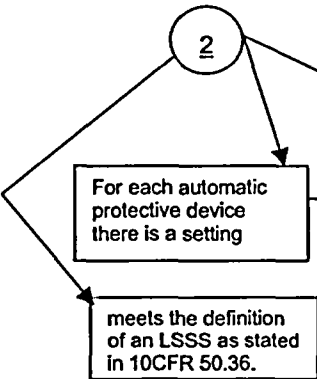 2
For each automatic
protective device
there is a setting
meets the definition
of an LSSS as stated
in 10CFR 50.36.